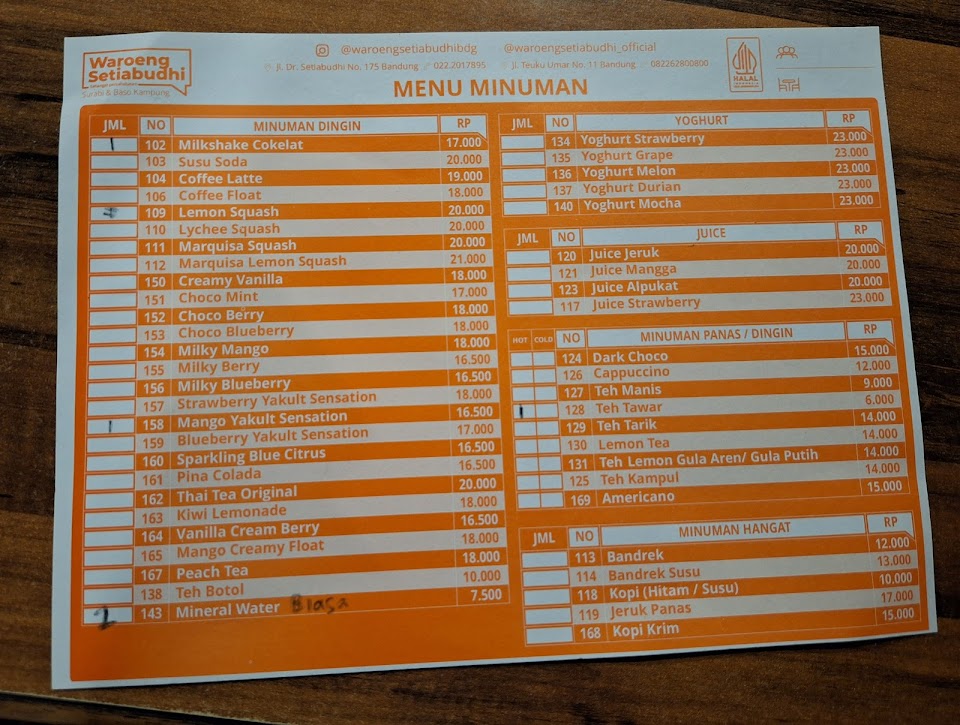 Waroeng
Setiabudhi
Surabi & Baso Kampung
@waroengsetiabudhibdg @waroengsetiabudhi_official
Jl. Dr. Setiabudhi No. 175 Bandung 022.2017895 Jl. Teuku Umar No. 11 Bandung 082262800800
HALAL
INDONESIA
MENU MINUMAN
JML NO MINUMAN DINGIN RP
1 102 Milkshake Cokelat 17.000
103 Susu Soda 20.000
104 Coffee Latte 19.000
106 Coffee Float 18.000
109 Lemon Squash 20.000
110 Lychee Squash 20.000
111 Marquisa Squash 20.000
112 Marquisa Lemon Squash 21.000
150 Creamy Vanilla 18.000
151 Choco Mint 17.000
152 Choco Berry 18.000
153 Choco Blueberry 18.000
154 Milky Mango 18.000
155 Milky Berry 16.500
156 Milky Blueberry 16.500
157 Strawberry Yakult Sensation 18.000
1 158 Mango Yakult Sensation 16.500
159 Blueberry Yakult Sensation 17.000
160 Sparkling Blue Citrus 16.500
161 Pina Colada 16.500
162 Thai Tea Original 20.000
163 Kiwi Lemonade 18.000
164 Vanilla Cream Berry 16.500
165 Mango Creamy Float 18.000
167 Peach Tea 18.000
138 Teh Botol 10.000
2 143 Mineral Water Biasa 7.500
JML NO YOGHURT RP
134 Yoghurt Strawberry 23.000
135 Yoghurt Grape 23.000
136 Yoghurt Melon 23.000
137 Yoghurt Durian 23.000
140 Yoghurt Mocha 23.000
JML NO JUICE RP
120 Juice Jeruk 20.000
121 Juice Mangga 20.000
123 Juice Alpukat 20.000
117 Juice Strawberry 23.000
HOT COLD NO MINUMAN PANAS / DINGIN RP
124 Dark Choco 15.000
126 Cappuccino 12.000
127 Teh Manis 9.000
1 128 Teh Tawar 6.000
129 Teh Tarik 14.000
130 Lemon Tea 14.000
131 Teh Lemon Gula Aren/ Gula Putih 14.000
125 Teh Kampul 14.000
169 Americano 15.000
JML NO MINUMAN HANGAT RP
113 Bandrek 12.000
114 Bandrek Susu 13.000
118 Kopi (Hitam / Susu) 10.000
119 Jeruk Panas 17.000
168 Kopi Krim 15.000